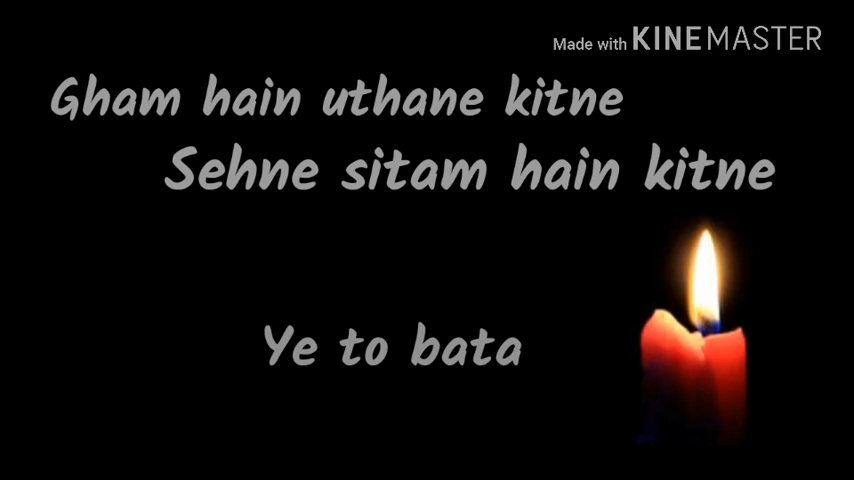 Made with KINEMASTER
Gham hain uthane kitne
Sehne sitam hain kitne
Ye to bata